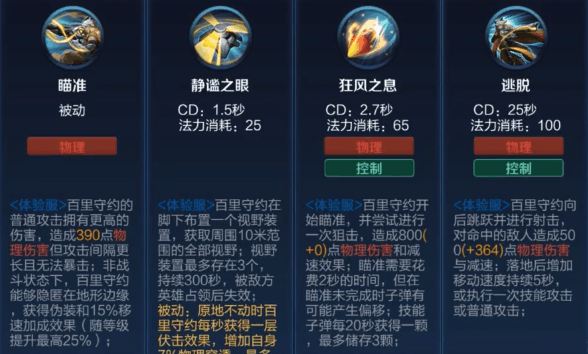 瞄准
被动
物理
<体验服>百里守约的
普通攻击拥有更高的
伤害，造成390点物
理伤害但攻击间隔更
长且无法暴击；非战
斗状态下，百里守约
能够隐匿在地形边缘
，获得伪装和15%移
速加成效果（随等级
提升最高25%）；
静谧之眼
CD：1.5秒
法力消耗：25
<体验服>百里守约在
脚下布置一个视野装
置，获取周围10米范
围的全部视野；视野
装置最多存在3个，
持续300秒，被敌方
英雄占领后失效；
被动：原地不动时百
里守约每秒获得一层
伏击效果，增加自身
7%物理穿透，最多
狂风之息
CD：2.7秒
法力消耗：65
物理
控制
<体验服>百里守约开
始瞄准，并尝试进行
一次狙击，造成800(
+0)点物理伤害和减
速效果；瞄准需要花
费2秒的时间，但在
瞄准未完成时子弹有
可能产生偏移；技能
子弹每20秒获得一颗
，最多储存3颗；
逃脱
CD：25秒
法力消耗：100
物理
控制
<体验服>百里守约向
后跳跃并进行射击，
对命中的敌人造成50
0(+364)点物理伤害
与减速；落地后增加
移动速度持续5秒，
或执行一次技能攻击
或普通攻击；